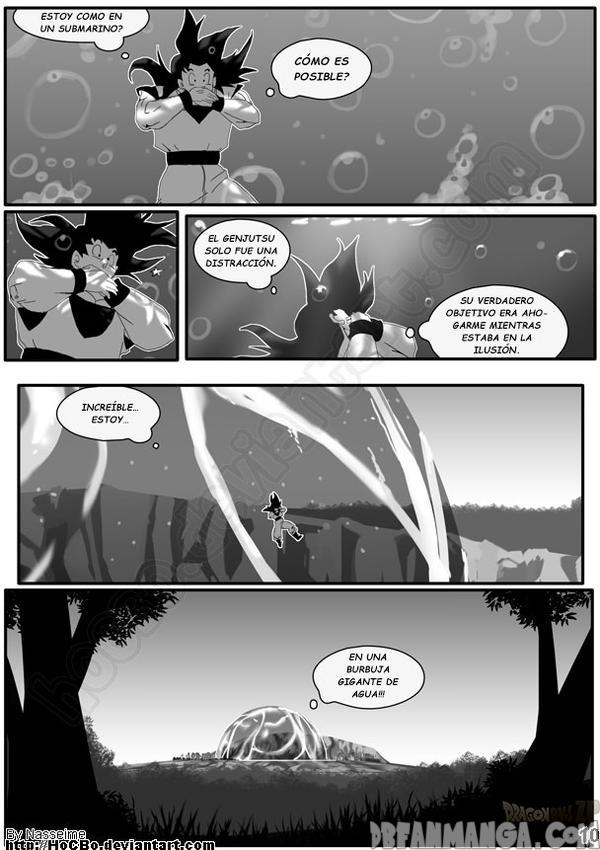 ESTOY COMO EN
UN SUBMARINO?
CÓMO ES
POSIBLE?
EL GENJUTSU
SOLO FUE UNA
DISTRACCIÓN.
SU VERDADERO
OBJETIVO ERA AHO-
GARME MIENTRAS
ESTABA EN LA
ILUSIÓN.
INCREÍBLE...
ESTOY...
EN UNA
BURBUJA
GIGANTE DE
AGUA!!!
DRAGON BALL Z
By Nasselme
10
DBFANMANGA.COM
http://HoCBo.deviantart.com